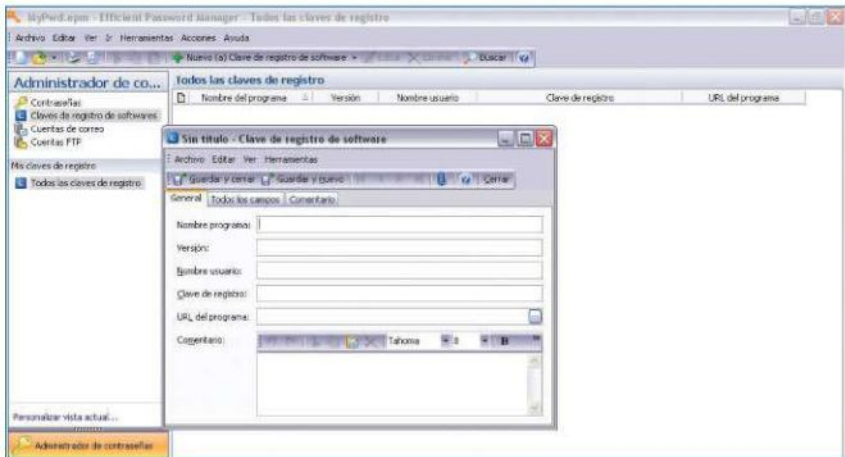 MyPwd.epm - Efficient Password Manager - Todos las claves de registro
Archivo Editar Ver Ir Herramientas Acciones Ayuda
Nuevo (a) Clave de registro de software
Buscar
Administrador de co...
Contraseñas
Claves de registro de softwares
Cuentas de correo
Cuentas FTP
Mis claves de registro
Todos las claves de registro
Personalizar vista actual...
Administrador de contraseñas
Todos las claves de registro
Nombre del programa Versión Nombre usuario Clave de registro URL del programa
Sin título - Clave de registro de software
Archivo Editar Ver Herramientas
Guardar y cerrar Guardar y nuevo Cerrar
General Todos los campos Comentario
Nombre programa:
Versión:
Nombre usuario:
Clave de registro:
URL del programa:
Comentario:
Tahoma 8 B